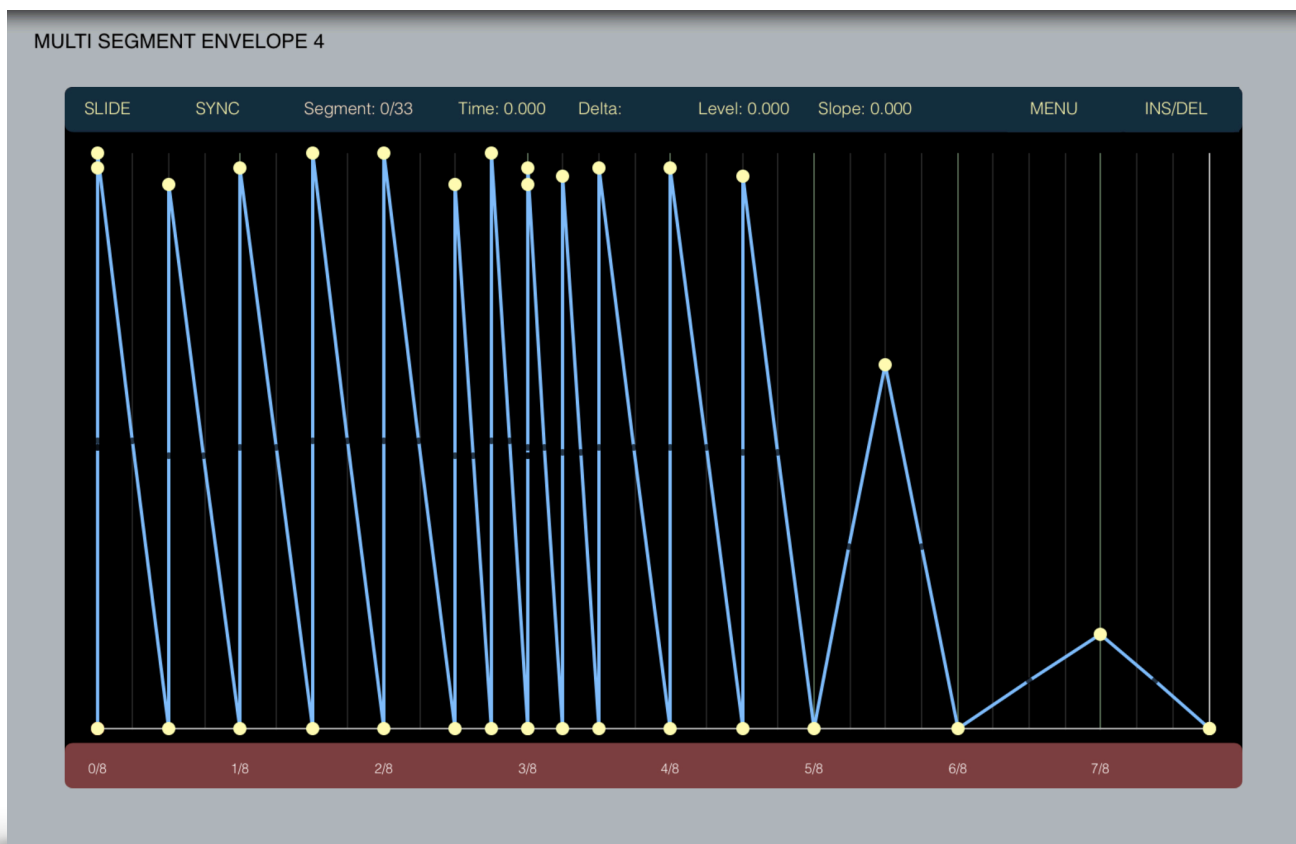 MULTI SEGMENT ENVELOPE 4
SLIDE SYNC Segment: 0/33 Time: 0.000 Delta: Level: 0.000 Slope: 0.000 MENU INS/DEL
0/8 1/8 2/8 3/8 4/8 5/8 6/8 7/8